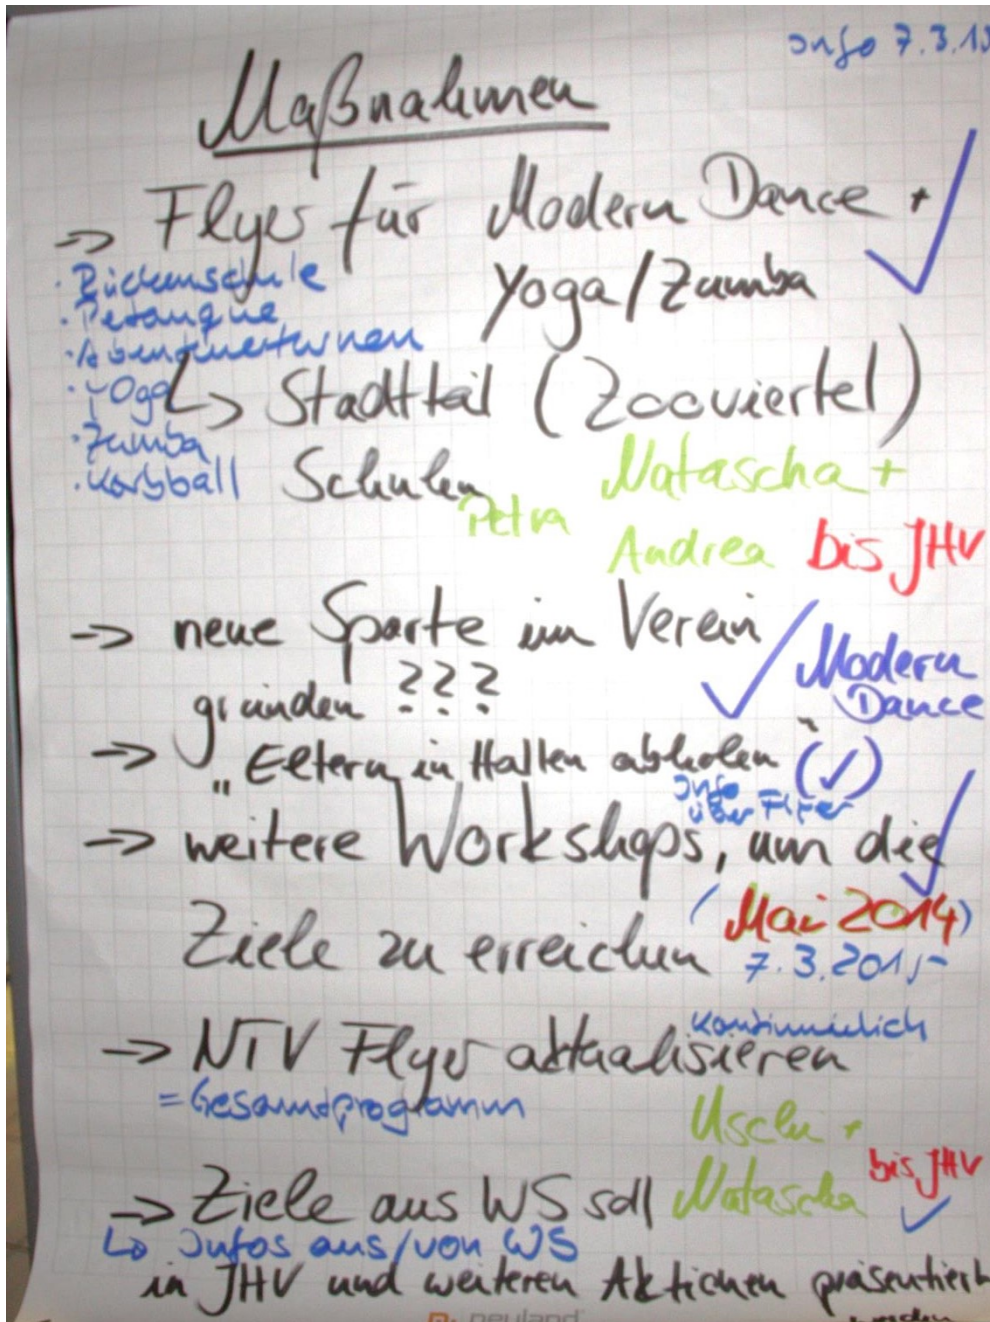 Info 7.3.15
Maßnahmen
-> Flyer für Modern Dance +
Yoga/Zumba
· Rückenschule
· Petanque
· Abenteuerturnen
· Yoga
· Zumba
· Korbball
↳ Stadtteil (Zooviertel)
Schulen
Petra
Natascha +
Andrea bis JHV
-> neue Sparte im Verein
gründen ???
Modern
Dance
-> "Eltern in Hallen abholen" (✓)
Info
über Flyer
-> weitere Workshops, um die
Ziele zu erreichen
(Mai 2014)
7.3.2015
-> NTV Flyer aktualisieren
kontinuierlich
= Gesamtprogramm
Natascha
bis JHV
-> Ziele aus WS soll
↳ Infos aus/von WS
in JHV und weiteren Aktionen präsentiert
werden
neuland